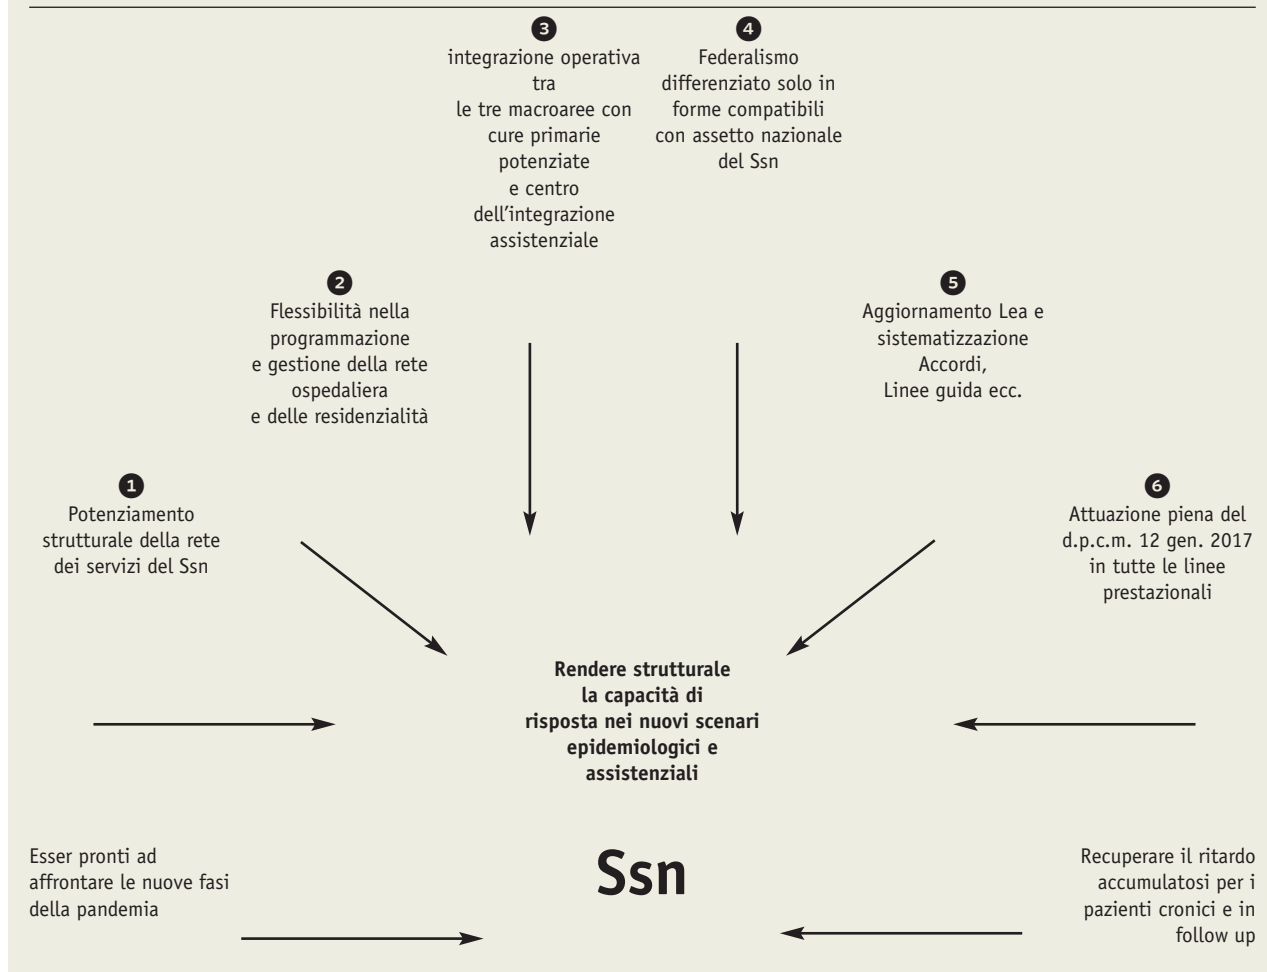 3
integrazione operativa
tra
le tre macroaree con
cure primarie
potenziate
e centro
dell'integrazione
assistenziale
4
Federalismo
differenziato solo in
forme compatibili
con assetto nazionale
del Ssn
2
Flessibilità nella
programmazione
e gestione della rete
ospedaliera
e delle residenzialità
5
Aggiornamento Lea e
sistematizzazione
Accordi,
Linee guida ecc.
1
Potenziamento
strutturale della rete
dei servizi del Ssn
6
Attuazione piena del
d.p.c.m. 12 gen. 2017
in tutte le linee
prestazionali
Rendere strutturale
la capacità di
risposta nei nuovi scenari
epidemiologici e
assistenziali
Esser pronti ad
affrontare le nuove fasi
della pandemia
Ssn
Recuperare il ritardo
accumulatosi per i
pazienti cronici e in
follow up